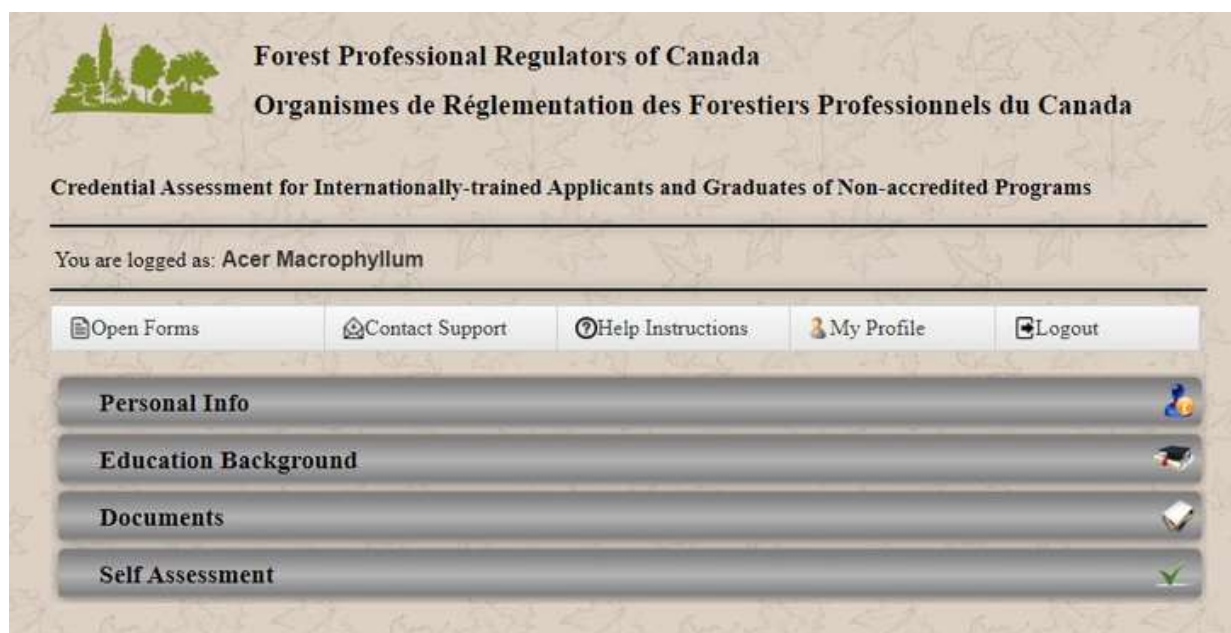 Forest Professional Regulators of Canada
Organismes de Réglementation des Forestiers Professionnels du Canada
Credential Assessment for Internationally-trained Applicants and Graduates of Non-accredited Programs
You are logged as: Acer Macrophyllum
Open Forms Contact Support Help Instructions My Profile Logout
Personal Info
Education Background
Documents
Self Assessment